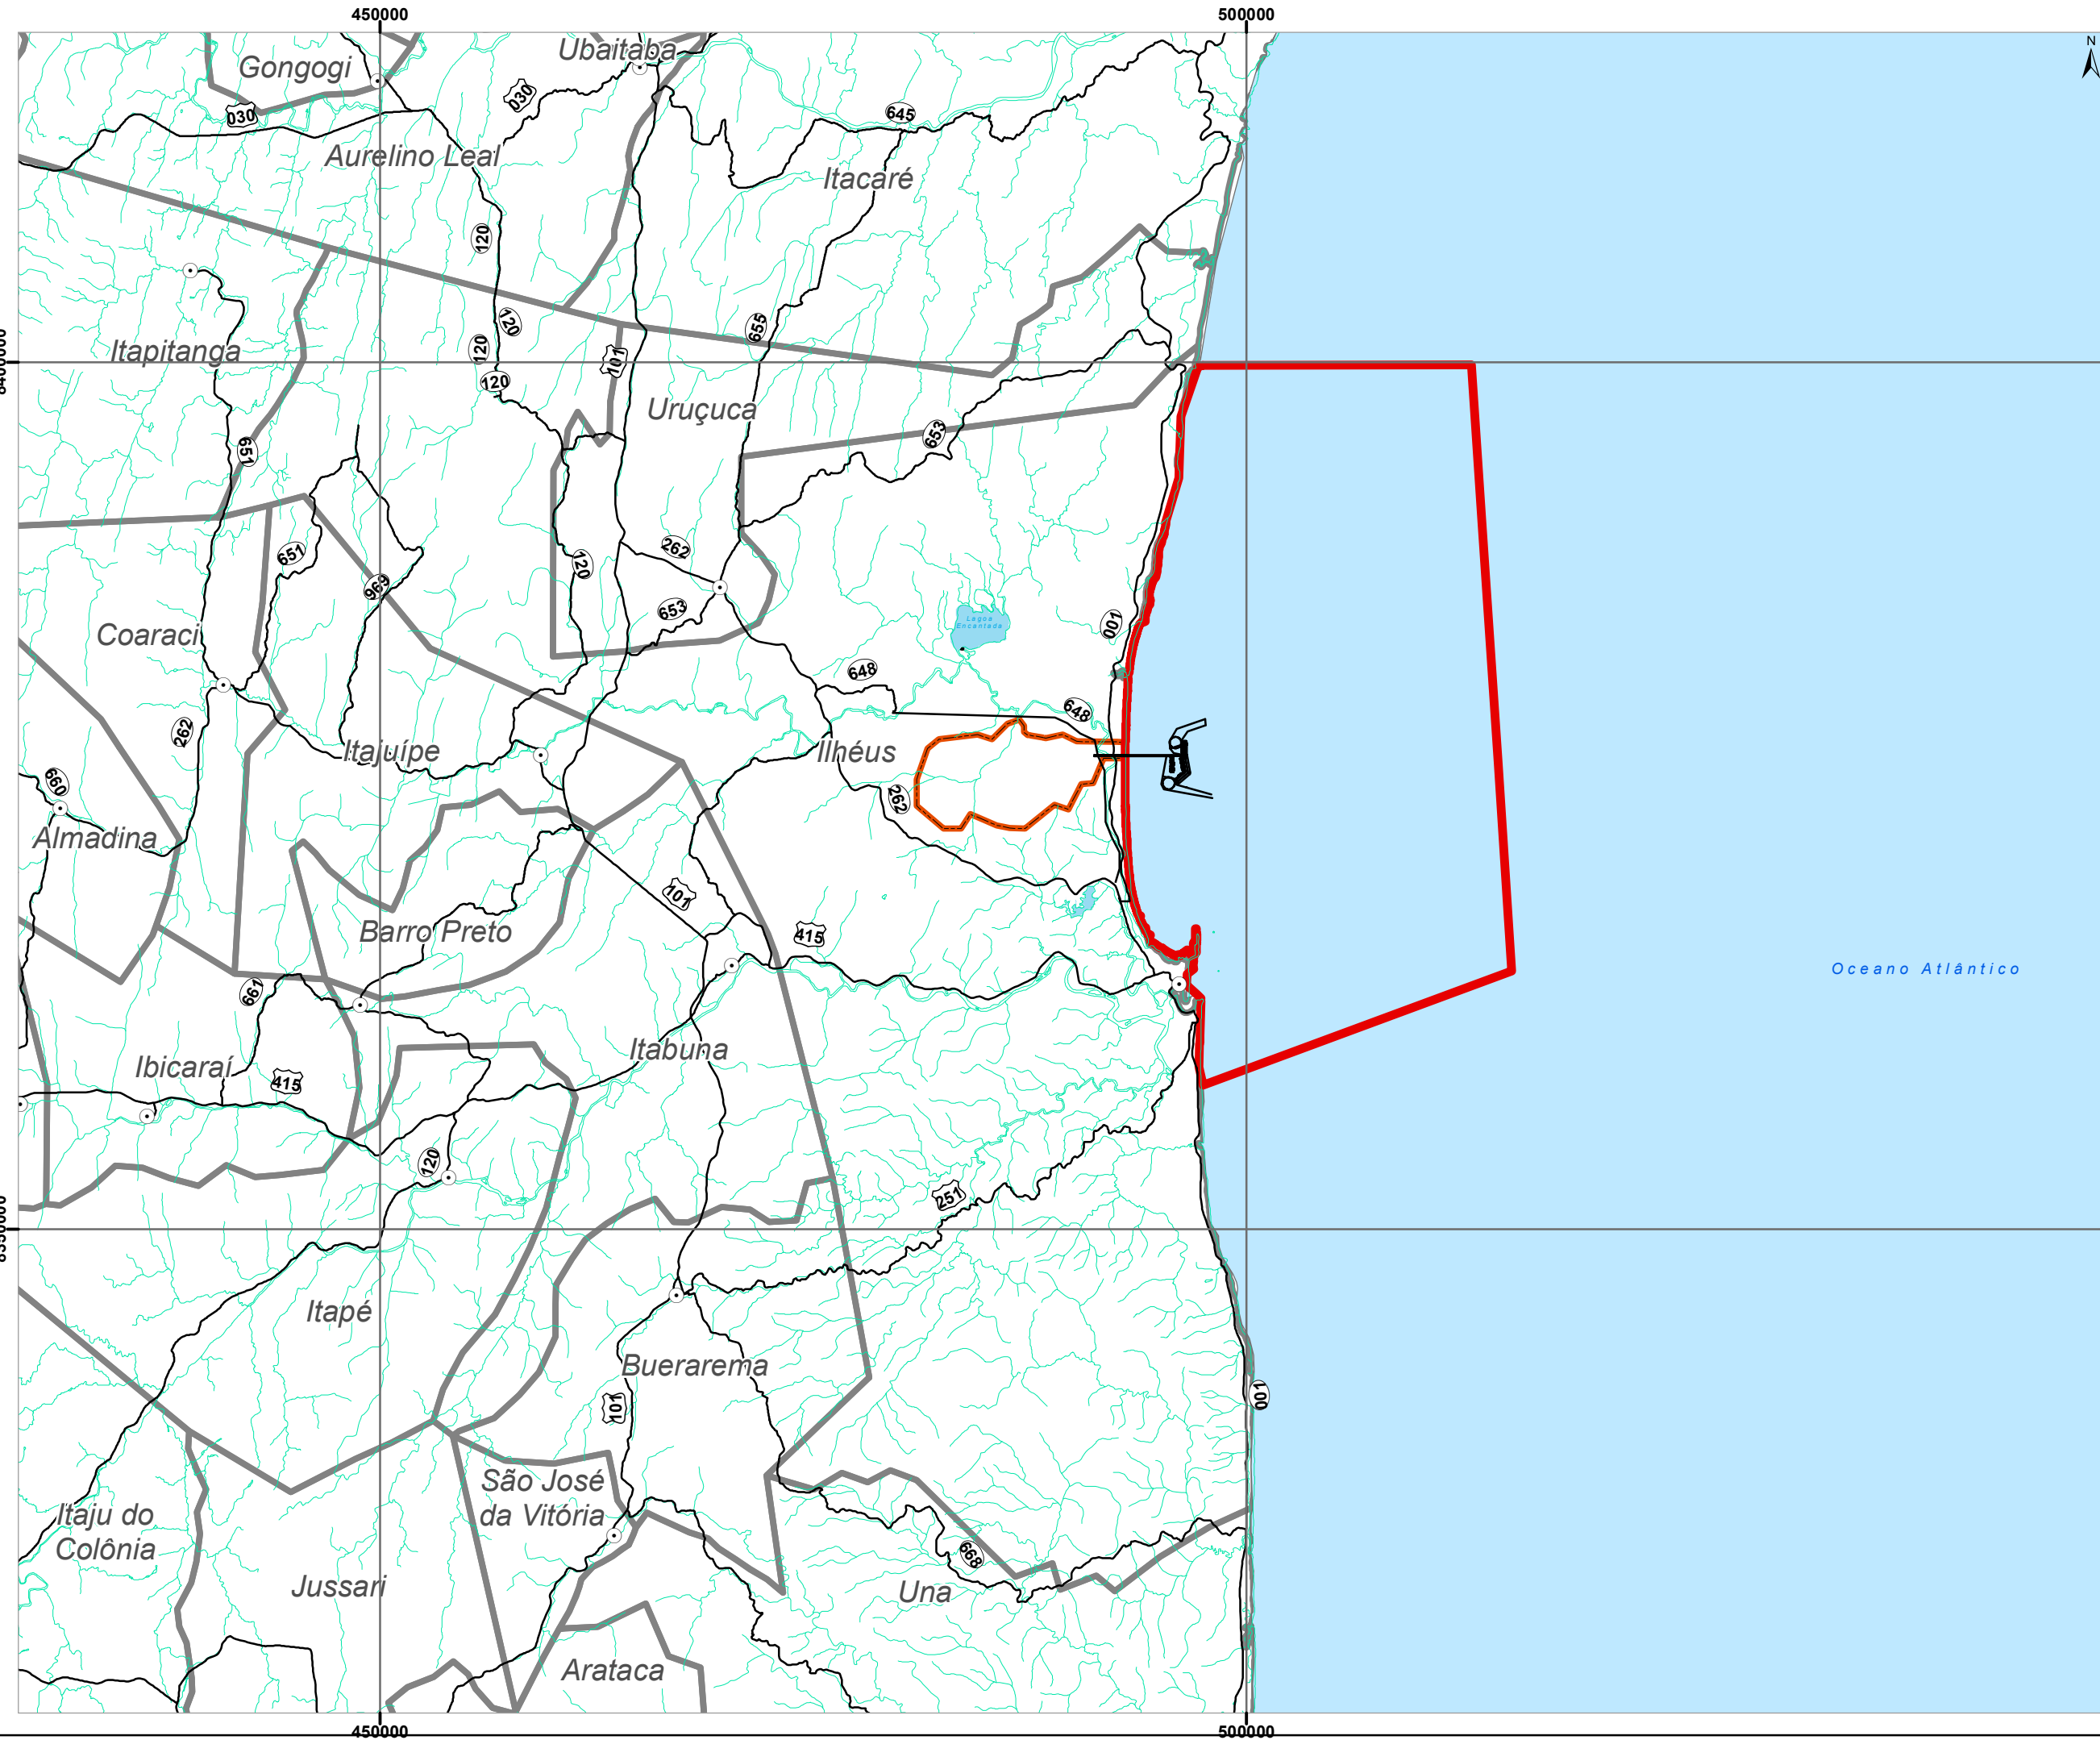 450000
500000
N
Gongogi
Ubaitaba
030
030
645
Aurelino Leal
Itacaré
120
120
655
120
101
Itapitanga
120
Uruçuca
653
651
262
651
120
969
653
Lagoa
Encantada
001
Coaraci
648
648
262
Itajuípe
Ilhéus
660
262
Almadina
101
Barro Preto
415
Oceano Atlântico
661
Itabuna
Ibicaraí
415
120
251
Itapé
Buerarema
101
001
São José
da Vitória
Itaju do
Colônia
668
Jussari
Una
Arataca
450000
500000